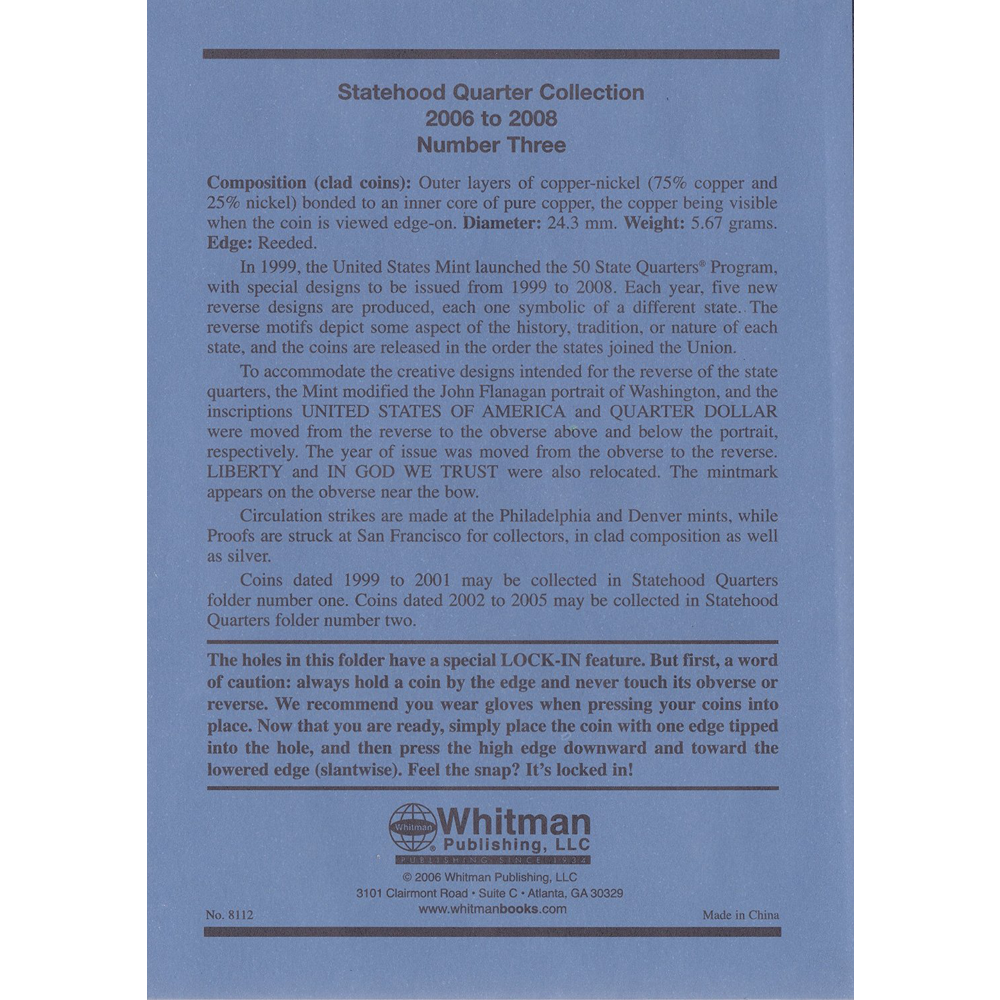 Statehood Quarter Collection
2006 to 2008
Number Three
Composition (clad coins): Outer layers of copper-nickel (75% copper and
25% nickel) bonded to an inner core of pure copper, the copper being visible
when the coin is viewed edge-on. Diameter: 24.3 mm. Weight: 5.67 grams.
Edge: Reeded.
In 1999, the United States Mint launched the 50 State Quarters® Program,
with special designs to be issued from 1999 to 2008. Each year, five new
reverse designs are produced, each one symbolic of a different state. The
reverse motifs depict some aspect of the history, tradition, or nature of each
state, and the coins are released in the order the states joined the Union.
To accommodate the creative designs intended for the reverse of the state
quarters, the Mint modified the John Flanagan portrait of Washington, and the
inscriptions UNITED STATES OF AMERICA and QUARTER DOLLAR
were moved from the reverse to the obverse above and below the portrait,
respectively. The year of issue was moved from the obverse to the reverse.
LIBERTY and IN GOD WE TRUST were also relocated. The mintmark
appears on the obverse near the bow.
Circulation strikes are made at the Philadelphia and Denver mints, while
Proofs are struck at San Francisco for collectors, in clad composition as well
as silver.
Coins dated 1999 to 2001 may be collected in Statehood Quarters
folder number one. Coins dated 2002 to 2005 may be collected in Statehood
Quarters folder number two.
The holes in this folder have a special LOCK-IN feature. But first, a word
of caution: always hold a coin by the edge and never touch its obverse or
reverse. We recommend you wear gloves when pressing your coins into
place. Now that you are ready, simply place the coin with one edge tipped
into the hole, and then press the high edge downward and toward the
lowered edge (slantwise). Feel the snap? It's locked in!
Whitman® Whitman
Publishing, LLC
PUBLISHING SINCE 1934
© 2006 Whitman Publishing, LLC
3101 Clairmont Road • Suite C • Atlanta, GA 30329
www.whitmanbooks.com
No. 8112 Made in China